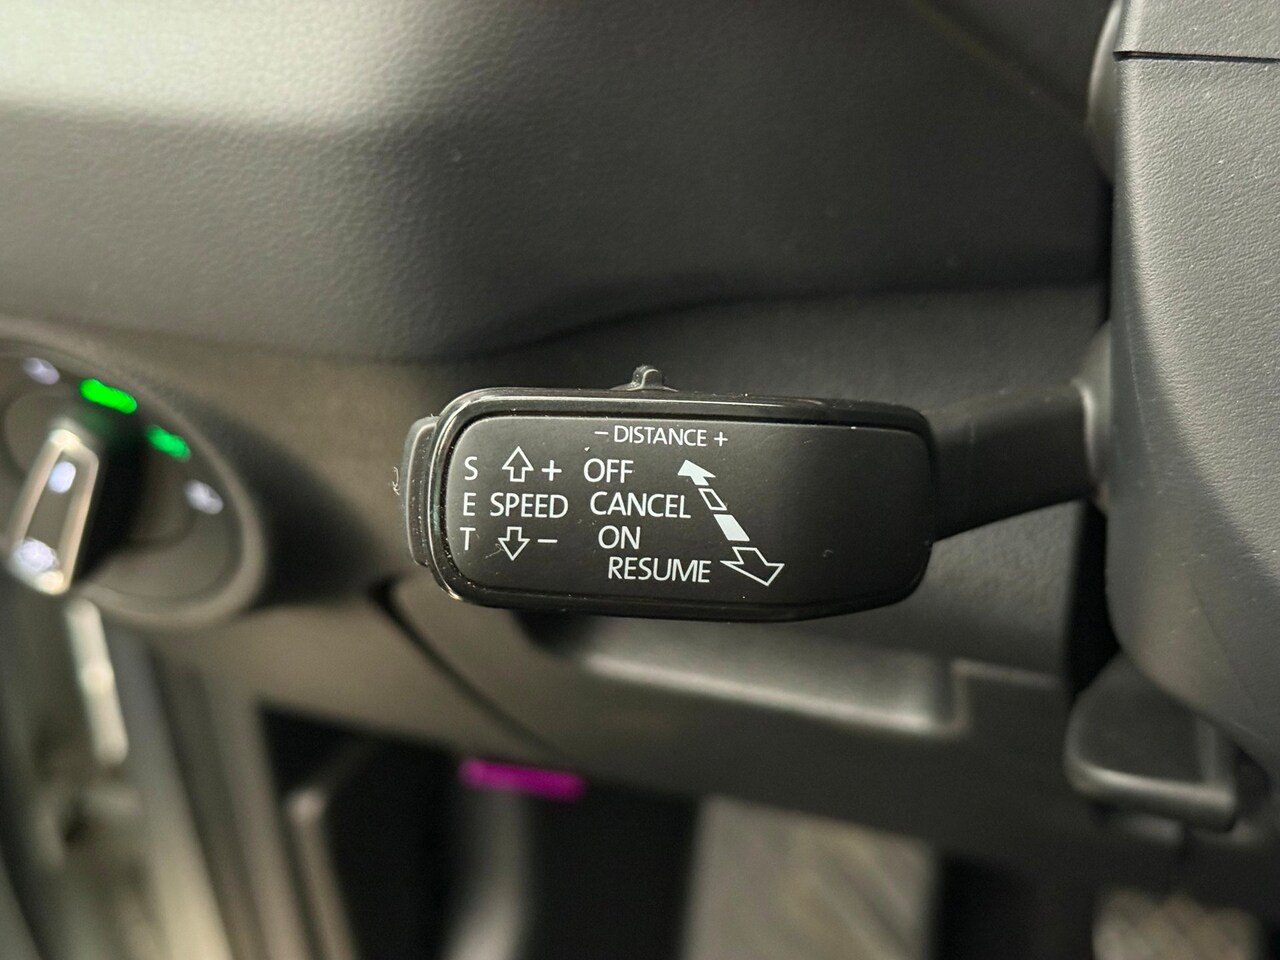 − DISTANCE +
S + OFF
E SPEED CANCEL
T − ON
RESUME